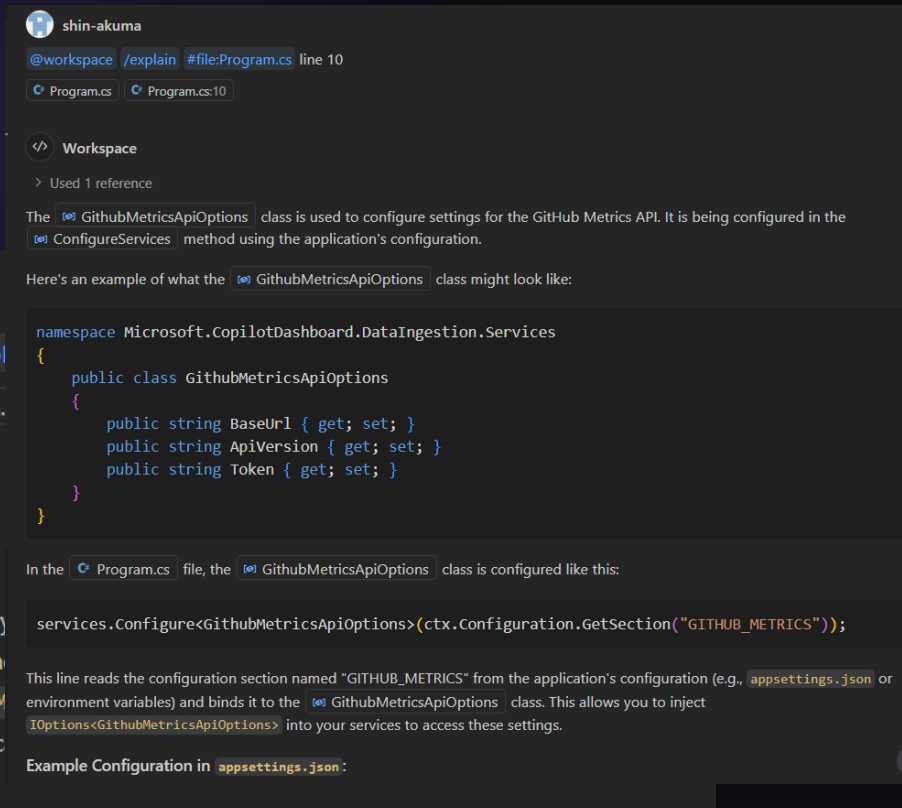 shin-akuma
@workspace /explain #file:Program.cs line 10
Program.cs Program.cs:10
Workspace
Used 1 reference
The GithubMetricsApiOptions class is used to configure settings for the GitHub Metrics API. It is being configured in the
ConfigureServices method using the application's configuration.
Here's an example of what the GithubMetricsApiOptions class might look like:
namespace Microsoft.CopilotDashboard.DataIngestion.Services
{
    public class GithubMetricsApiOptions
    {
        public string BaseUrl { get; set; }
        public string ApiVersion { get; set; }
        public string Token { get; set; }
    }
}
In the Program.cs file, the GithubMetricsApiOptions class is configured like this:
services.Configure<GithubMetricsApiOptions>(ctx.Configuration.GetSection("GITHUB_METRICS"));
This line reads the configuration section named "GITHUB_METRICS" from the application's configuration (e.g., appsettings.json or
environment variables) and binds it to the GithubMetricsApiOptions class. This allows you to inject
IOptions<GithubMetricsApiOptions> into your services to access these settings.
Example Configuration in appsettings.json: